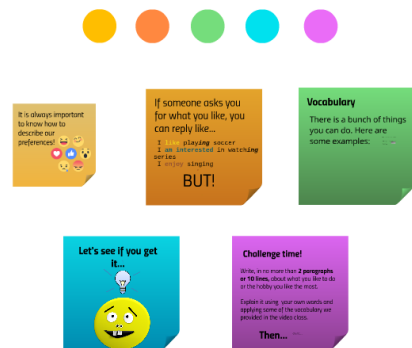 It is always important
to know how to
describe our
preferences!
If someone asks you
for what you like, you
can reply like...
I like playing soccer
I am interested in watching
series
I enjoy singing
BUT!
Vocabulary
There is a bunch of things
you can do. Here are
some examples:
Let's see if you get
it...
Challenge time!
Write, in no more than 2 paragraphs
or 10 lines, about what you like to do
or the hobby you like the most.
Explain it using your own words and
applying some of the vocabulary we
provided in the video class.
Then...